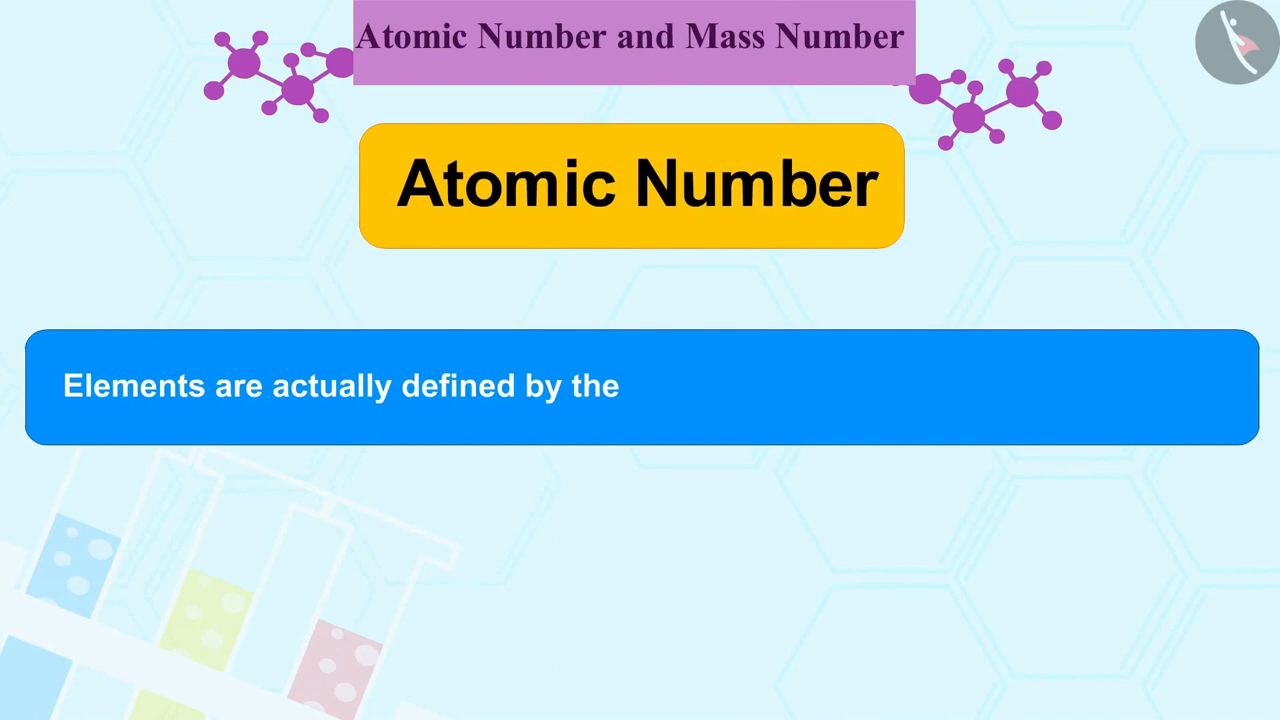 Atomic Number and Mass Number
Atomic Number
Elements are actually defined by the